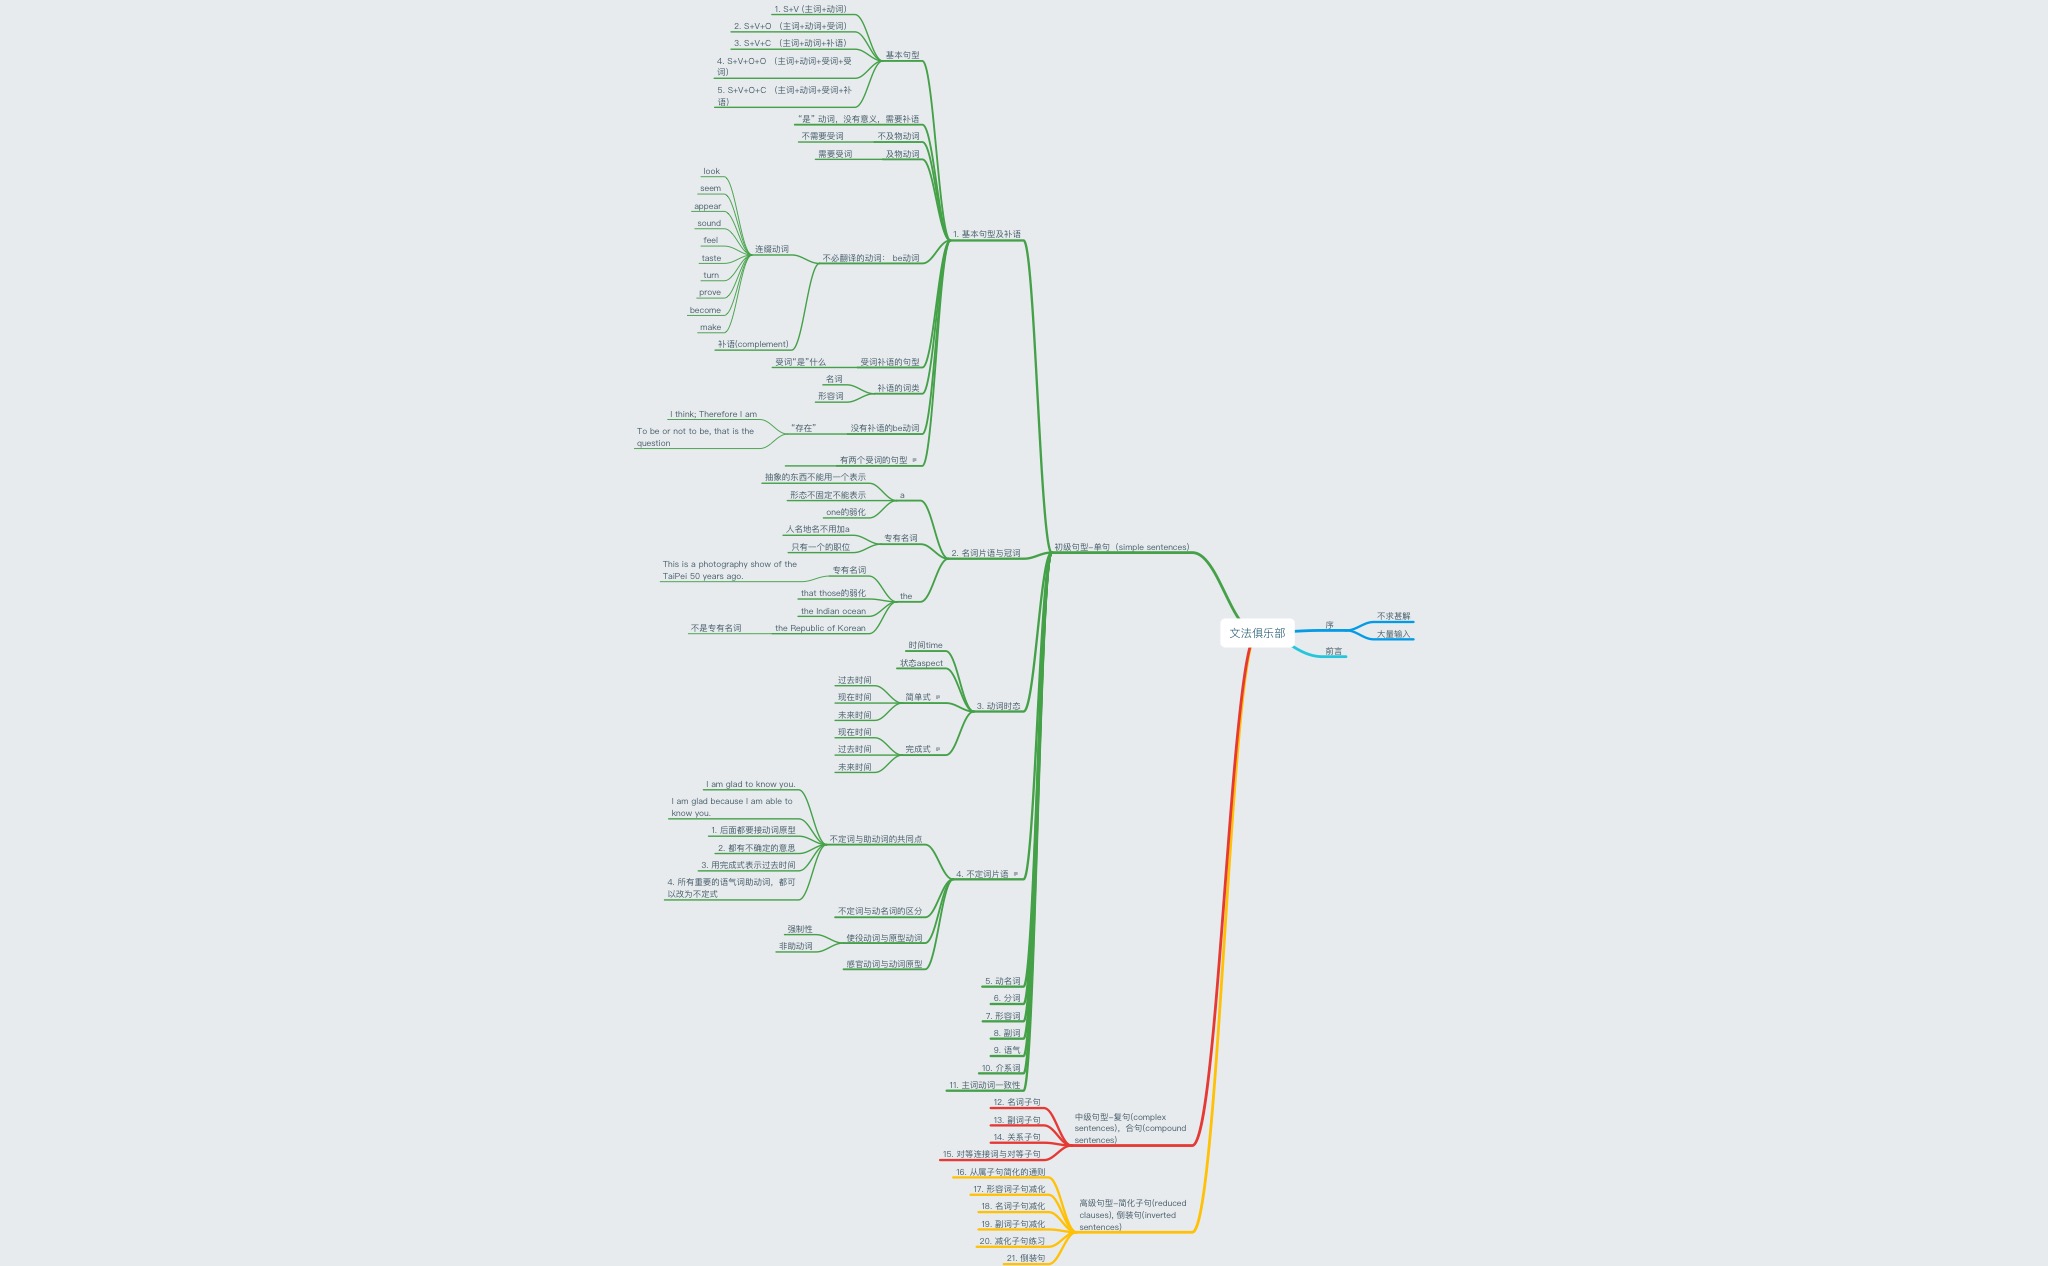 文法俱乐部
序
不求甚解
大量输入
前言
初级句型-单句（simple sentences）
1. 基本句型及补语
基本句型
1. S+V (主词+动词)
2. S+V+O （主词+动词+受词）
3. S+V+C （主词+动词+补语）
4. S+V+O+O （主词+动词+受词+受
词）
5. S+V+O+C （主词+动词+受词+补
语）
“是” 动词，没有意义，需要补语
不及物动词
不需要受词
及物动词
需要受词
不必翻译的动词： be动词
连缀动词
look
seem
appear
sound
feel
taste
turn
prove
become
make
补语(complement)
受词补语的句型
受词“是”什么
补语的词类
名词
形容词
没有补语的be动词
“存在”
I think; Therefore I am
To be or not to be, that is the
question
有两个受词的句型
2. 名词片语与冠词
a
抽象的东西不能用一个表示
形态不固定不能表示
one的弱化
专有名词
人名地名不用加a
只有一个的职位
the
专有名词
This is a photography show of the
TaiPei 50 years ago.
that those的弱化
the Indian ocean
the Republic of Korean
不是专有名词
3. 动词时态
时间time
状态aspect
简单式
过去时间
现在时间
未来时间
完成式
现在时间
过去时间
未来时间
4. 不定词片语
不定词与助动词的共同点
I am glad to know you.
I am glad because I am able to
know you.
1. 后面都要接动词原型
2. 都有不确定的意思
3. 用完成式表示过去时间
4. 所有重要的语气词助动词，都可
以改为不定式
不定词与动名词的区分
使役动词与原型动词
强制性
非助动词
感官动词与动词原型
5. 动名词
6. 分词
7. 形容词
8. 副词
9. 语气
10. 介系词
11. 主词动词一致性
中级句型-复句(complex
sentences)，合句(compound
sentences)
12. 名词子句
13. 副词子句
14. 关系子句
15. 对等连接词与对等子句
高级句型-简化子句(reduced
clauses), 倒装句(inverted
sentences)
16. 从属子句简化的通则
17. 形容词子句减化
18. 名词子句减化
19. 副词子句减化
20. 减化子句练习
21. 倒装句